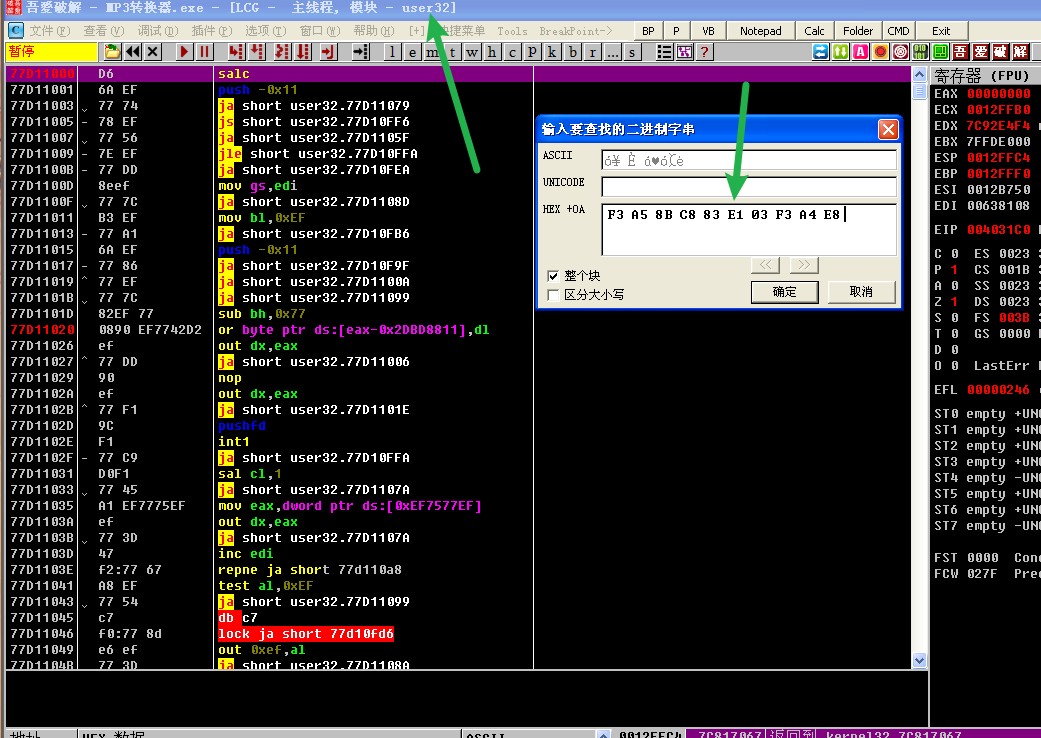 吾爱破解 - MP3转换器.exe - [LCG - 主线程, 模块 - user32]
文件(F) 查看(V) 调试(D) 插件(P) 选项(T) 窗口(W) 帮助(H) [+] 快捷菜单 Tools BreakPoint-> BP P VB Notepad Calc Folder CMD Exit
暂停 l e m t w h c p k b r ... s ? 吾 爱 破 解
77D11000 D6 salc
77D11001 6A EF push -0x11
77D11003 77 74 ja short user32.77D11079
77D11005 - 78 EF js short user32.77D10FF6
77D11007 77 56 ja short user32.77D1105F
77D11009 - 7E EF jle short user32.77D10FFA
77D1100B - 77 DD ja short user32.77D10FEA
77D1100D 8eef mov gs,edi
77D1100F 77 7C ja short user32.77D1108D
77D11011 B3 EF mov bl,0xEF
77D11013 - 77 A1 ja short user32.77D10FB6
77D11015 6A EF push -0x11
77D11017 - 77 86 ja short user32.77D10F9F
77D11019 ^ 77 EF ja short user32.77D1100A
77D1101B 77 7C ja short user32.77D11099
77D1101D 82EF 77 sub bh,0x77
77D11020 0890 EF7742D2 or byte ptr ds:[eax-0x2DBD8811],dl
77D11026 ef out dx,eax
77D11027 ^ 77 DD ja short user32.77D11006
77D11029 90 nop
77D1102A ef out dx,eax
77D1102B ^ 77 F1 ja short user32.77D1101E
77D1102D 9C pushfd
77D1102E F1 int1
77D1102F - 77 C9 ja short user32.77D10FFA
77D11031 D0F1 sal cl,1
77D11033 77 45 ja short user32.77D1107A
77D11035 A1 EF7775EF mov eax,dword ptr ds:[0xEF7577EF]
77D1103A ef out dx,eax
77D1103B 77 3D ja short user32.77D1107A
77D1103D 47 inc edi
77D1103E f2:77 67 repne ja short 77d110a8
77D11041 A8 EF test al,0xEF
77D11043 77 54 ja short user32.77D11099
77D11045 c7 db c7
77D11046 f0:77 8d lock ja short 77d10fd6
77D11049 e6 ef out 0xef,al
77D1104B 77 3D ja short user32.77D1108A
输入要查找的二进制字串
ASCII
UNICODE
HEX +0A F3 A5 8B C8 83 E1 03 F3 A4 E8
<< >>
整个块
区分大小写
确定 取消
寄存器 (FPU)
EAX 00000000
ECX 0012FFB0
EDX 7C92E4F4
EBX 7FFDE000
ESP 0012FFC4
EBP 0012FFF0
ESI 0012B750
EDI 00638108
EIP 004031C0
C 0 ES 0023
P 1 CS 001B
A 0 SS 0023
Z 1 DS 0023
S 0 FS 003B
T 0 GS 0000
D 0
O 0 LastErr
EFL 00000246
ST0 empty +UNO
ST1 empty +UNO
ST2 empty +UNO
ST3 empty +UNO
ST4 empty -UNO
ST5 empty +UNO
ST6 empty +UNO
ST7 empty -UNO
FST 0000 Cond
FCW 027F Prec
地址 HEX 数据 ASCII 0012FFC4 7C817067 返回到 kernel32.7C817067